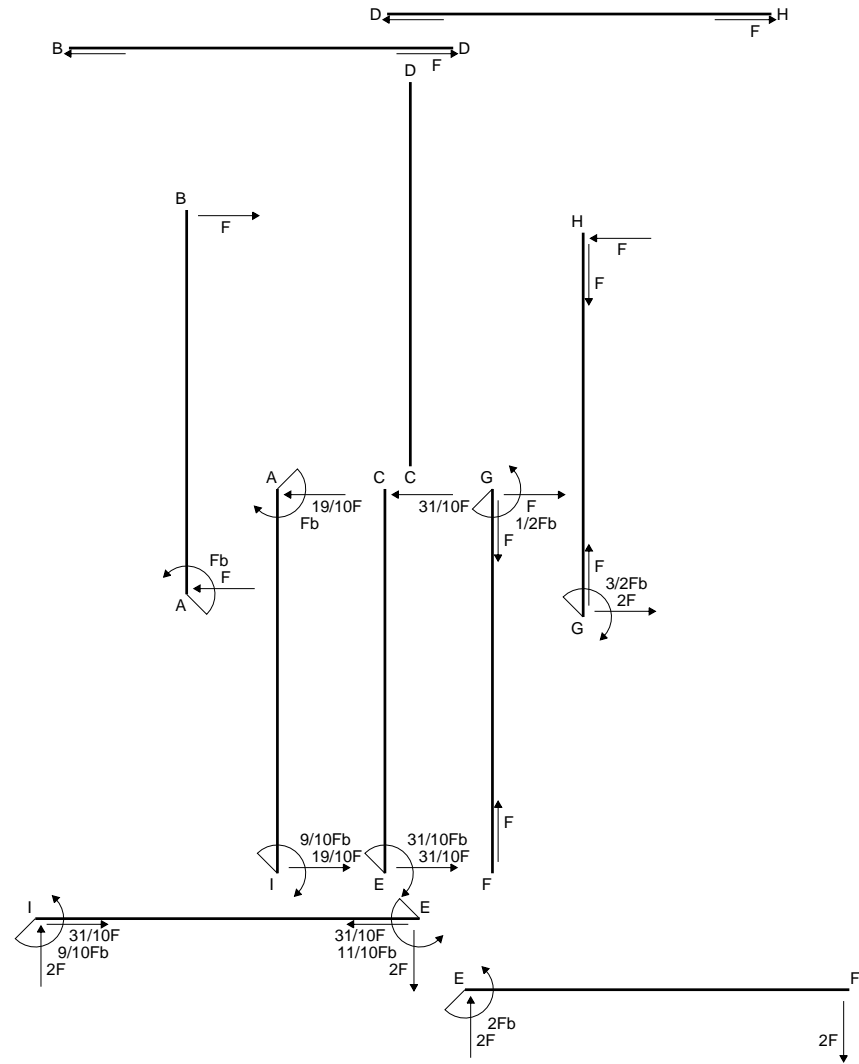 D H
F
B D
F
D
B
F
H
F
F
A C C G
19/10F 31/10F F
Fb 1/2Fb
F
Fb
F
A
F
3/2Fb
2F
G
F
9/10Fb 31/10Fb
19/10F 31/10F
I E F
I E
31/10F 31/10F
9/10Fb 11/10Fb
2F 2F
E F
2Fb
2F 2F